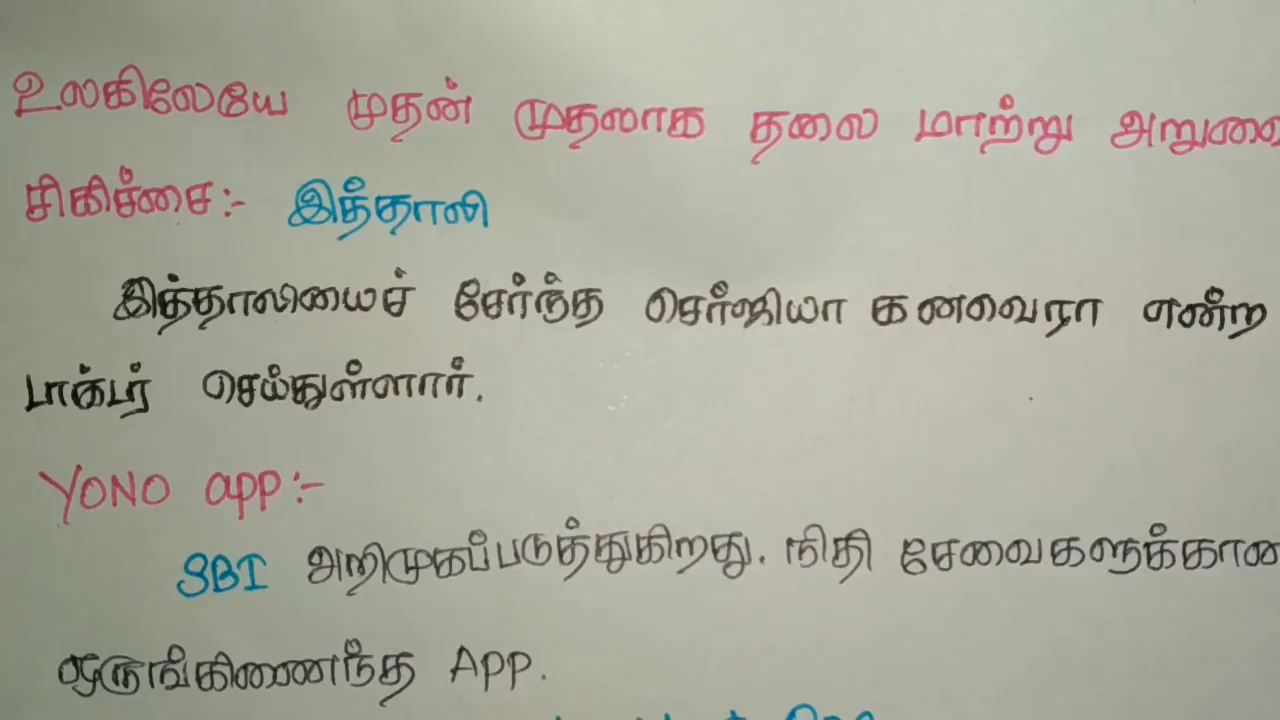 உலகிலேயே முதன் முதலாக தலை மாற்று அறுவை
சிகிச்சை:- இத்தாலி
இத்தாலியைச் சேர்ந்த செர்ஜியா கனவைரா என்ற
டாக்டர் செய்துள்ளார்.
YONO app:-
SBI அறிமுகப்படுத்துகிறது. நிதி சேவைகளுக்கான
ஒருங்கிணைந்த APP.